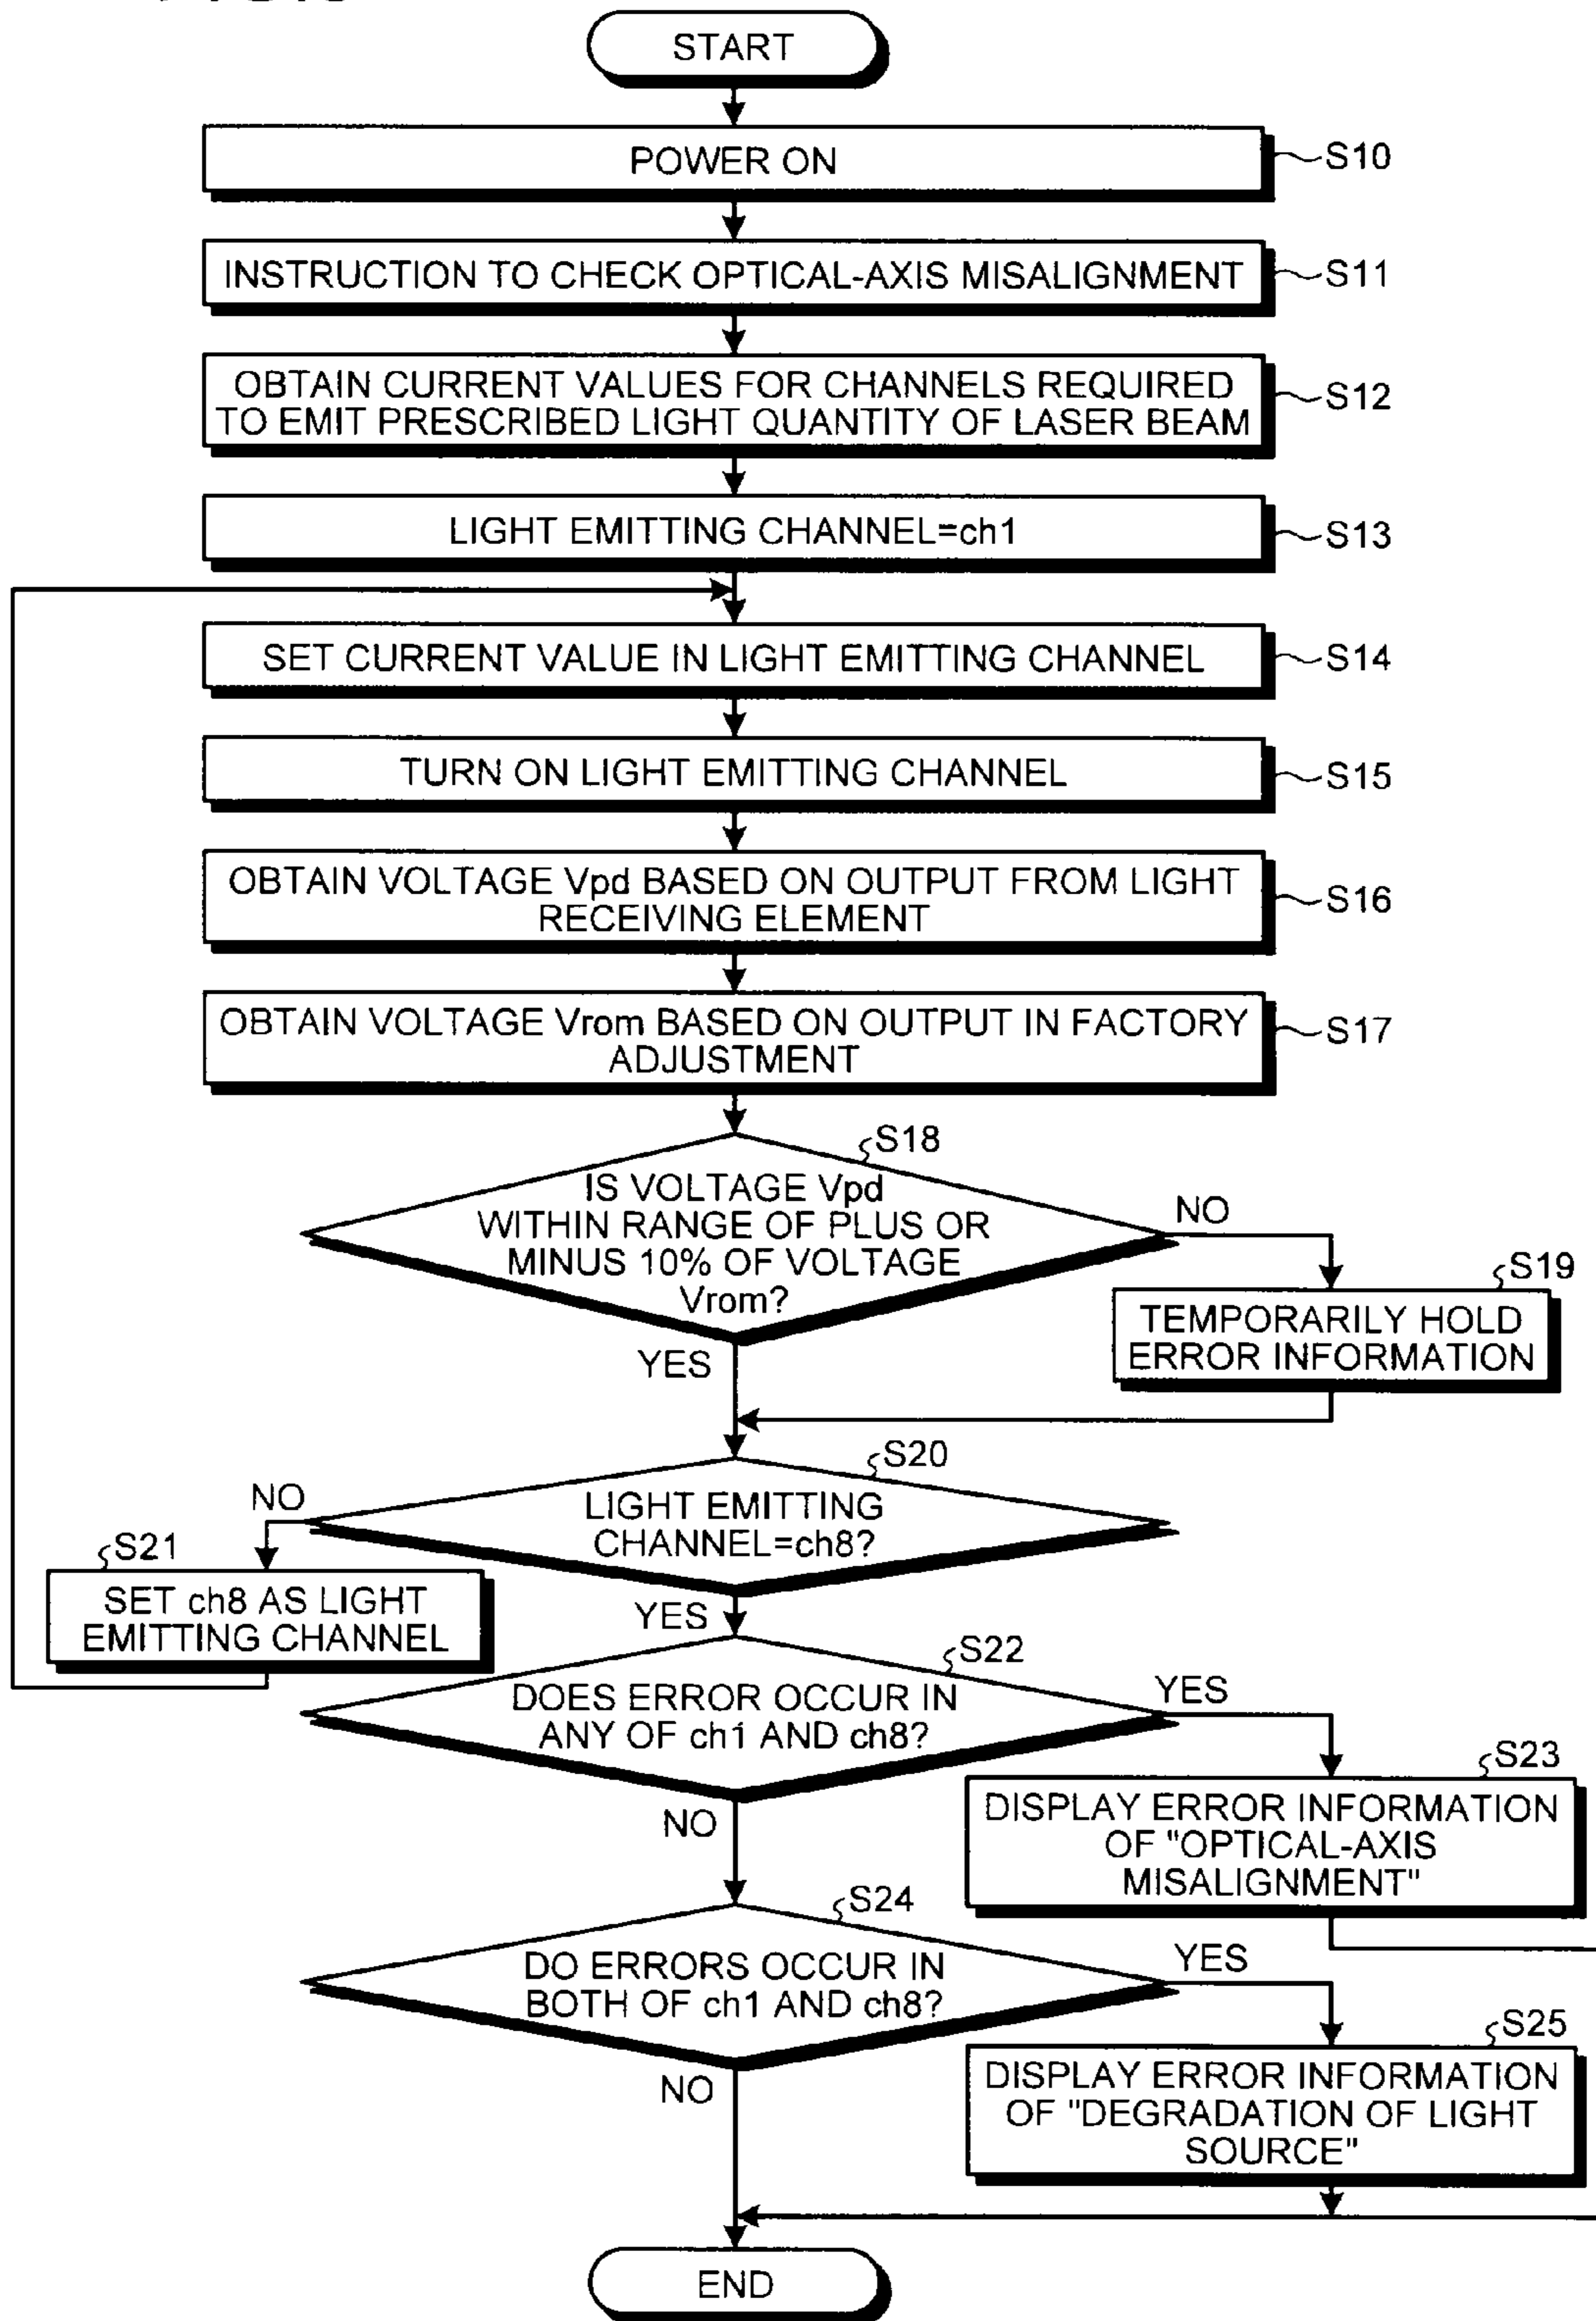 START
POWER ON
S10
INSTRUCTION TO CHECK OPTICAL-AXIS MISALIGNMENT
S11
OBTAIN CURRENT VALUES FOR CHANNELS REQUIRED
TO EMIT PRESCRIBED LIGHT QUANTITY OF LASER BEAM
S12
LIGHT EMITTING CHANNEL=ch1
S13
SET CURRENT VALUE IN LIGHT EMITTING CHANNEL
S14
TURN ON LIGHT EMITTING CHANNEL
S15
OBTAIN VOLTAGE Vpd BASED ON OUTPUT FROM LIGHT
RECEIVING ELEMENT
S16
OBTAIN VOLTAGE Vrom BASED ON OUTPUT IN FACTORY
ADJUSTMENT
S17
S18
IS VOLTAGE Vpd
WITHIN RANGE OF PLUS OR
MINUS 10% OF VOLTAGE
Vrom?
NO
YES
S19
TEMPORARILY HOLD
ERROR INFORMATION
S20
LIGHT EMITTING
CHANNEL=ch8?
NO
YES
S21
SET ch8 AS LIGHT
EMITTING CHANNEL
S22
DOES ERROR OCCUR IN
ANY OF ch1 AND ch8?
YES
NO
S23
DISPLAY ERROR INFORMATION
OF "OPTICAL-AXIS
MISALIGNMENT"
S24
DO ERRORS OCCUR IN
BOTH OF ch1 AND ch8?
YES
NO
S25
DISPLAY ERROR INFORMATION
OF "DEGRADATION OF LIGHT
SOURCE"
END